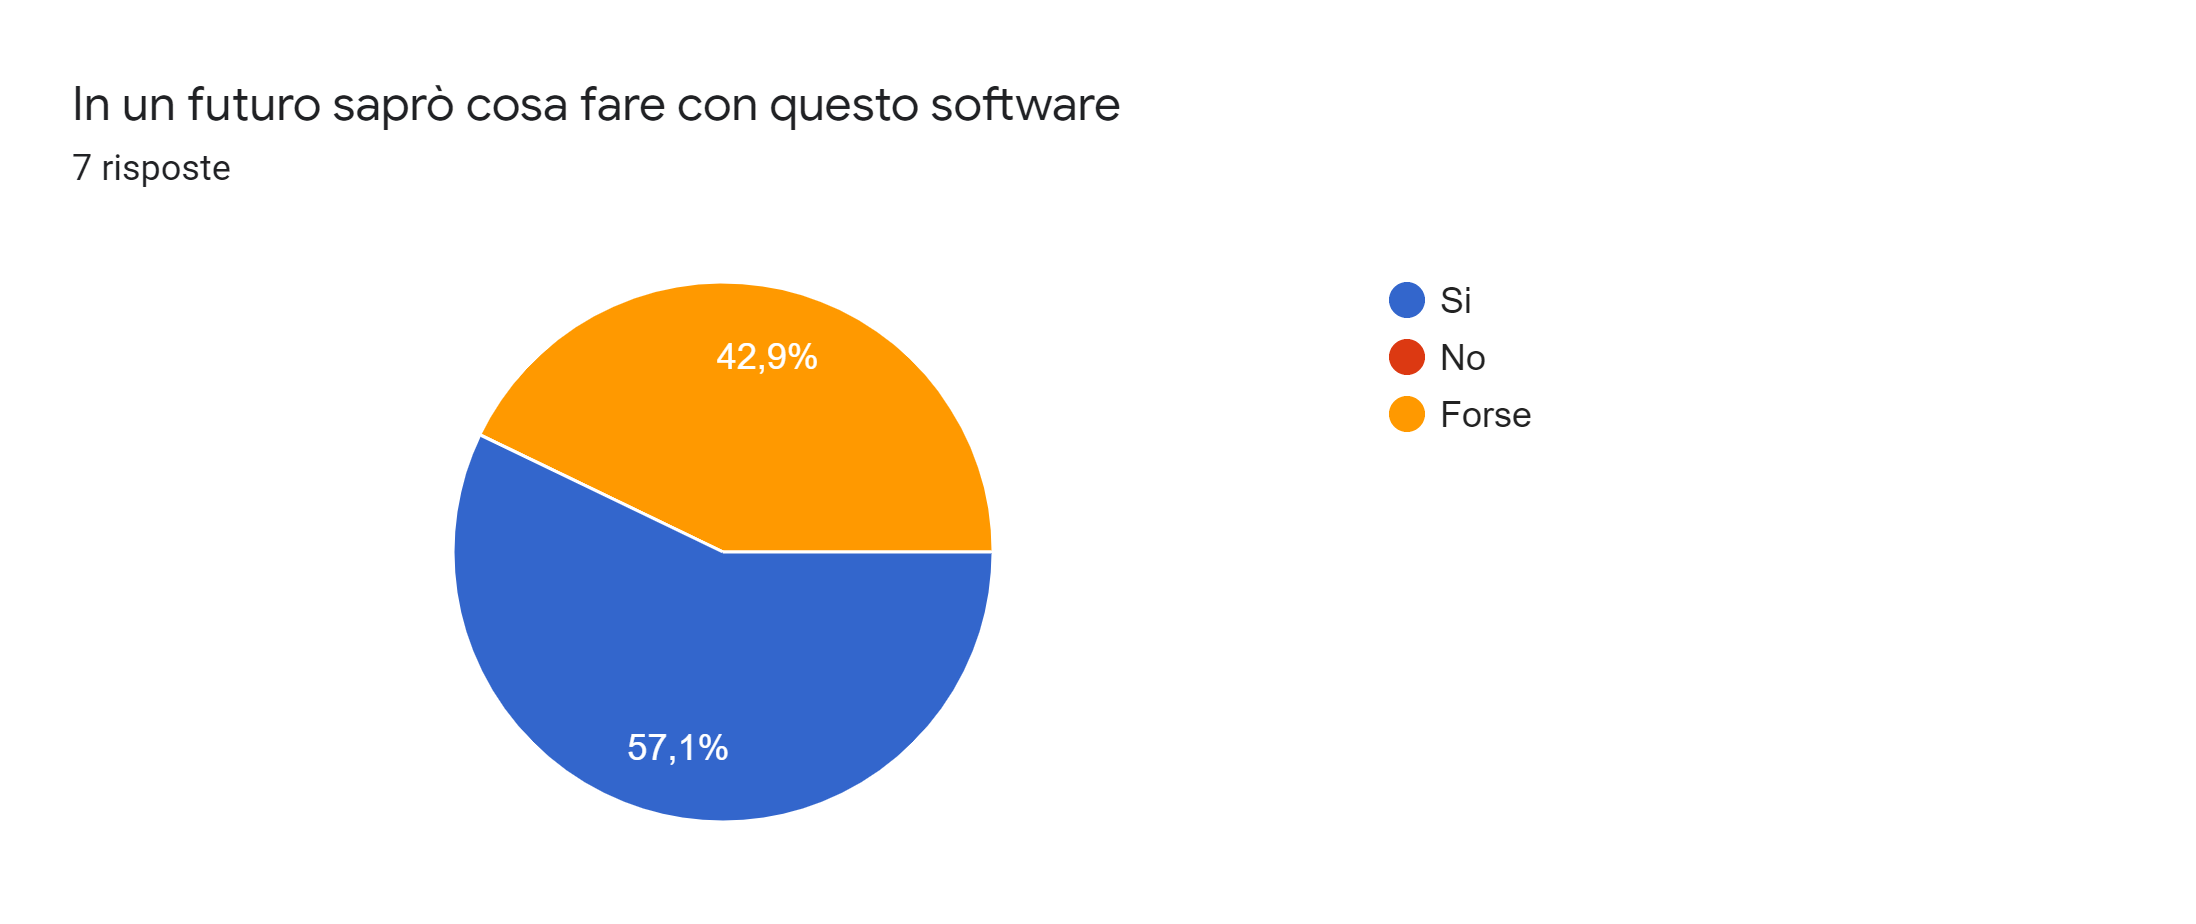 In un futuro saprò cosa fare con questo software
7 risposte
42,9%
57,1%
Si
No
Forse